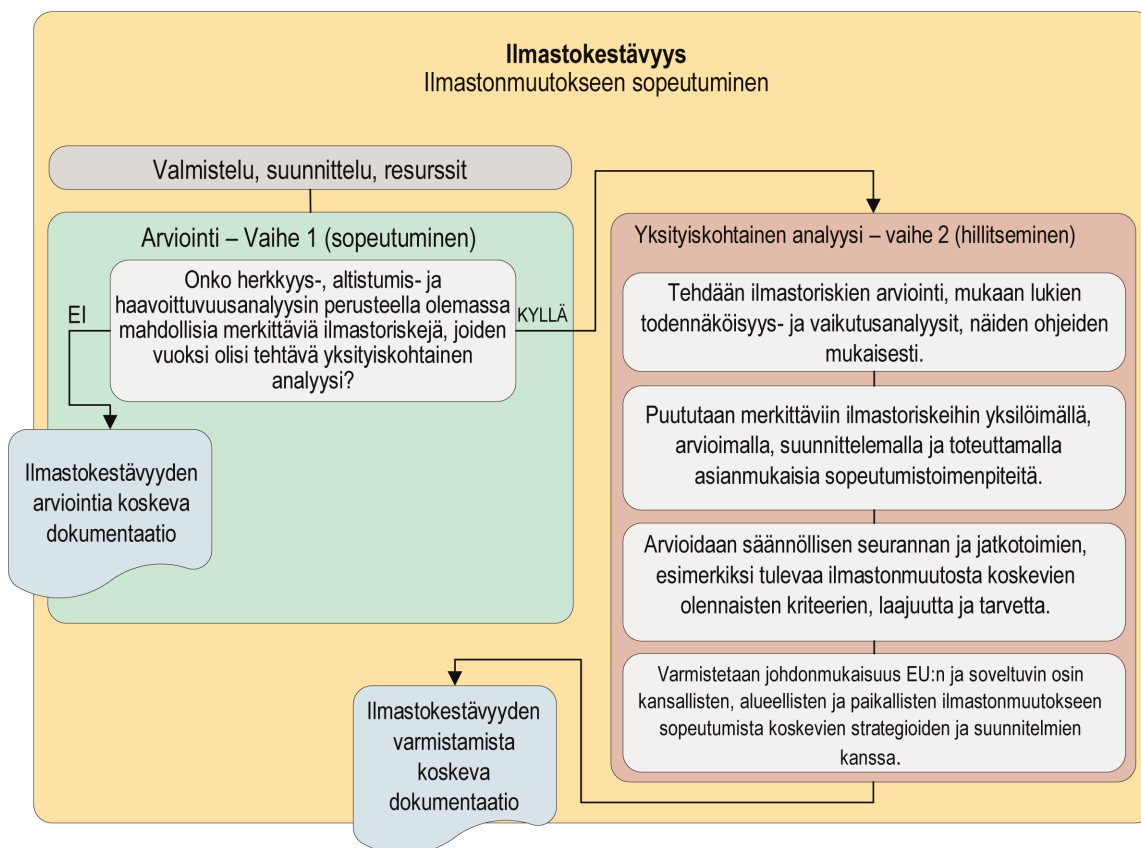 Ilmastokestävyys
Ilmastonmuutokseen sopeutuminen
Valmistelu, suunnittelu, resurssit
Arviointi – Vaihe 1 (sopeutuminen)
Onko herkkyys-, altistumis- ja
haavoittuvuusanalyysin perusteella olemassa
mahdollisia merkittäviä ilmastoriskejä, joiden
vuoksi olisi tehtävä yksityiskohtainen
analyysi?
EI
KYLLÄ
Ilmastokestävyyden
arviointia koskeva
dokumentaatio
Yksityiskohtainen analyysi – vaihe 2 (hillitseminen)
Tehdään ilmastoriskien arviointi, mukaan lukien
todennäköisyys- ja vaikutusanalyysit, näiden ohjeiden
mukaisesti.
Puututaan merkittäviin ilmastoriskeihin yksilöimällä,
arvioimalla, suunnittelemalla ja toteuttamalla
asianmukaisia sopeutumistoimenpiteitä.
Arvioidaan säännöllisen seurannan ja jatkotoimien,
esimerkiksi tulevaa ilmastonmuutosta koskevien
olennaisten kriteerien, laajuutta ja tarvetta.
Varmistetaan johdonmukaisuus EU:n ja soveltuvin osin
kansallisten, alueellisten ja paikallisten ilmastonmuutokseen
sopeutumista koskevien strategioiden ja suunnitelmien
kanssa.
Ilmastokestävyyden
varmistamista
koskeva
dokumentaatio